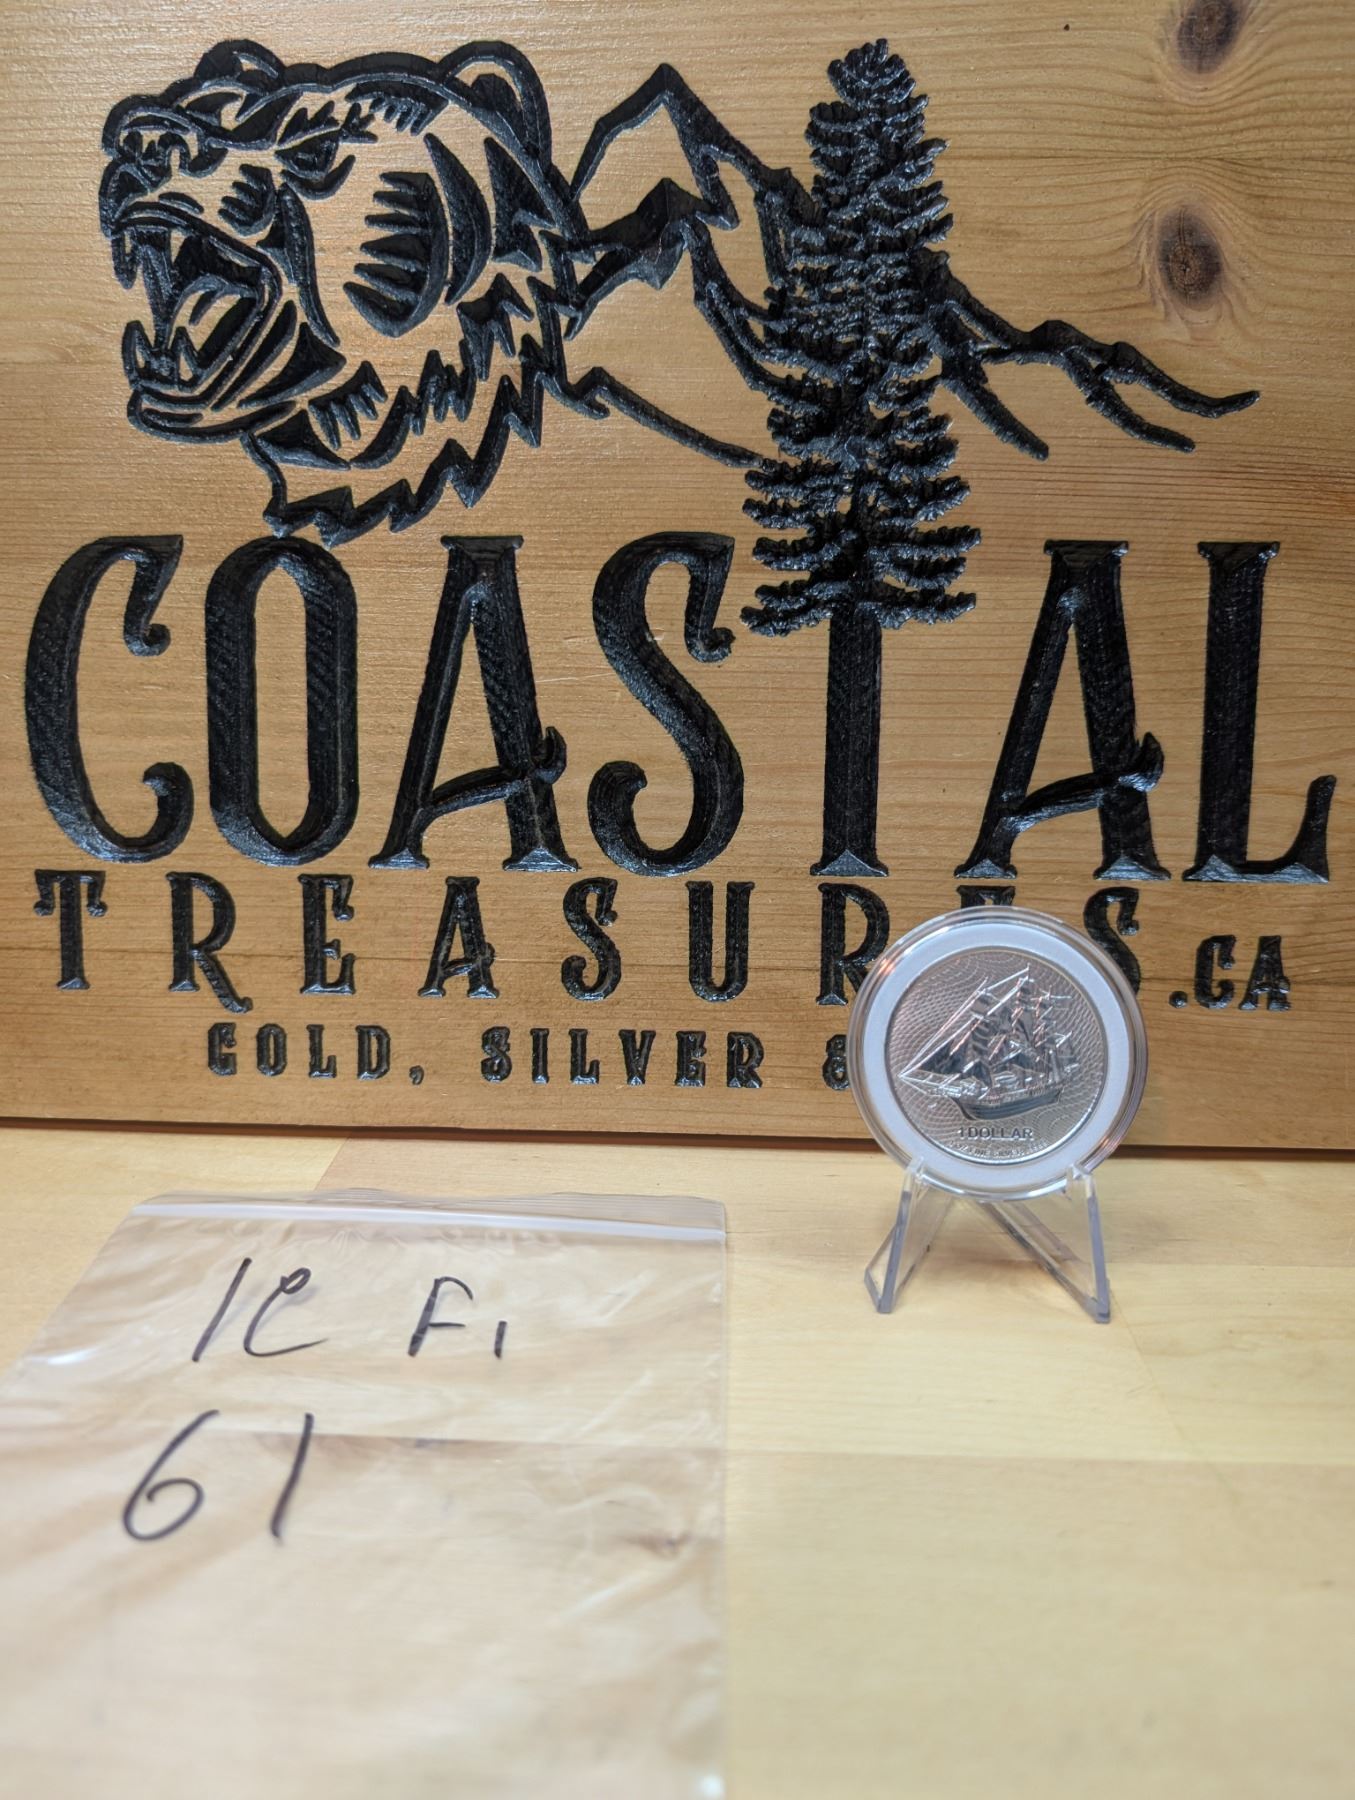 COASTAL
TREASURES.CA
GOLD, SILVER &
1 DOLLAR
1C F1
61